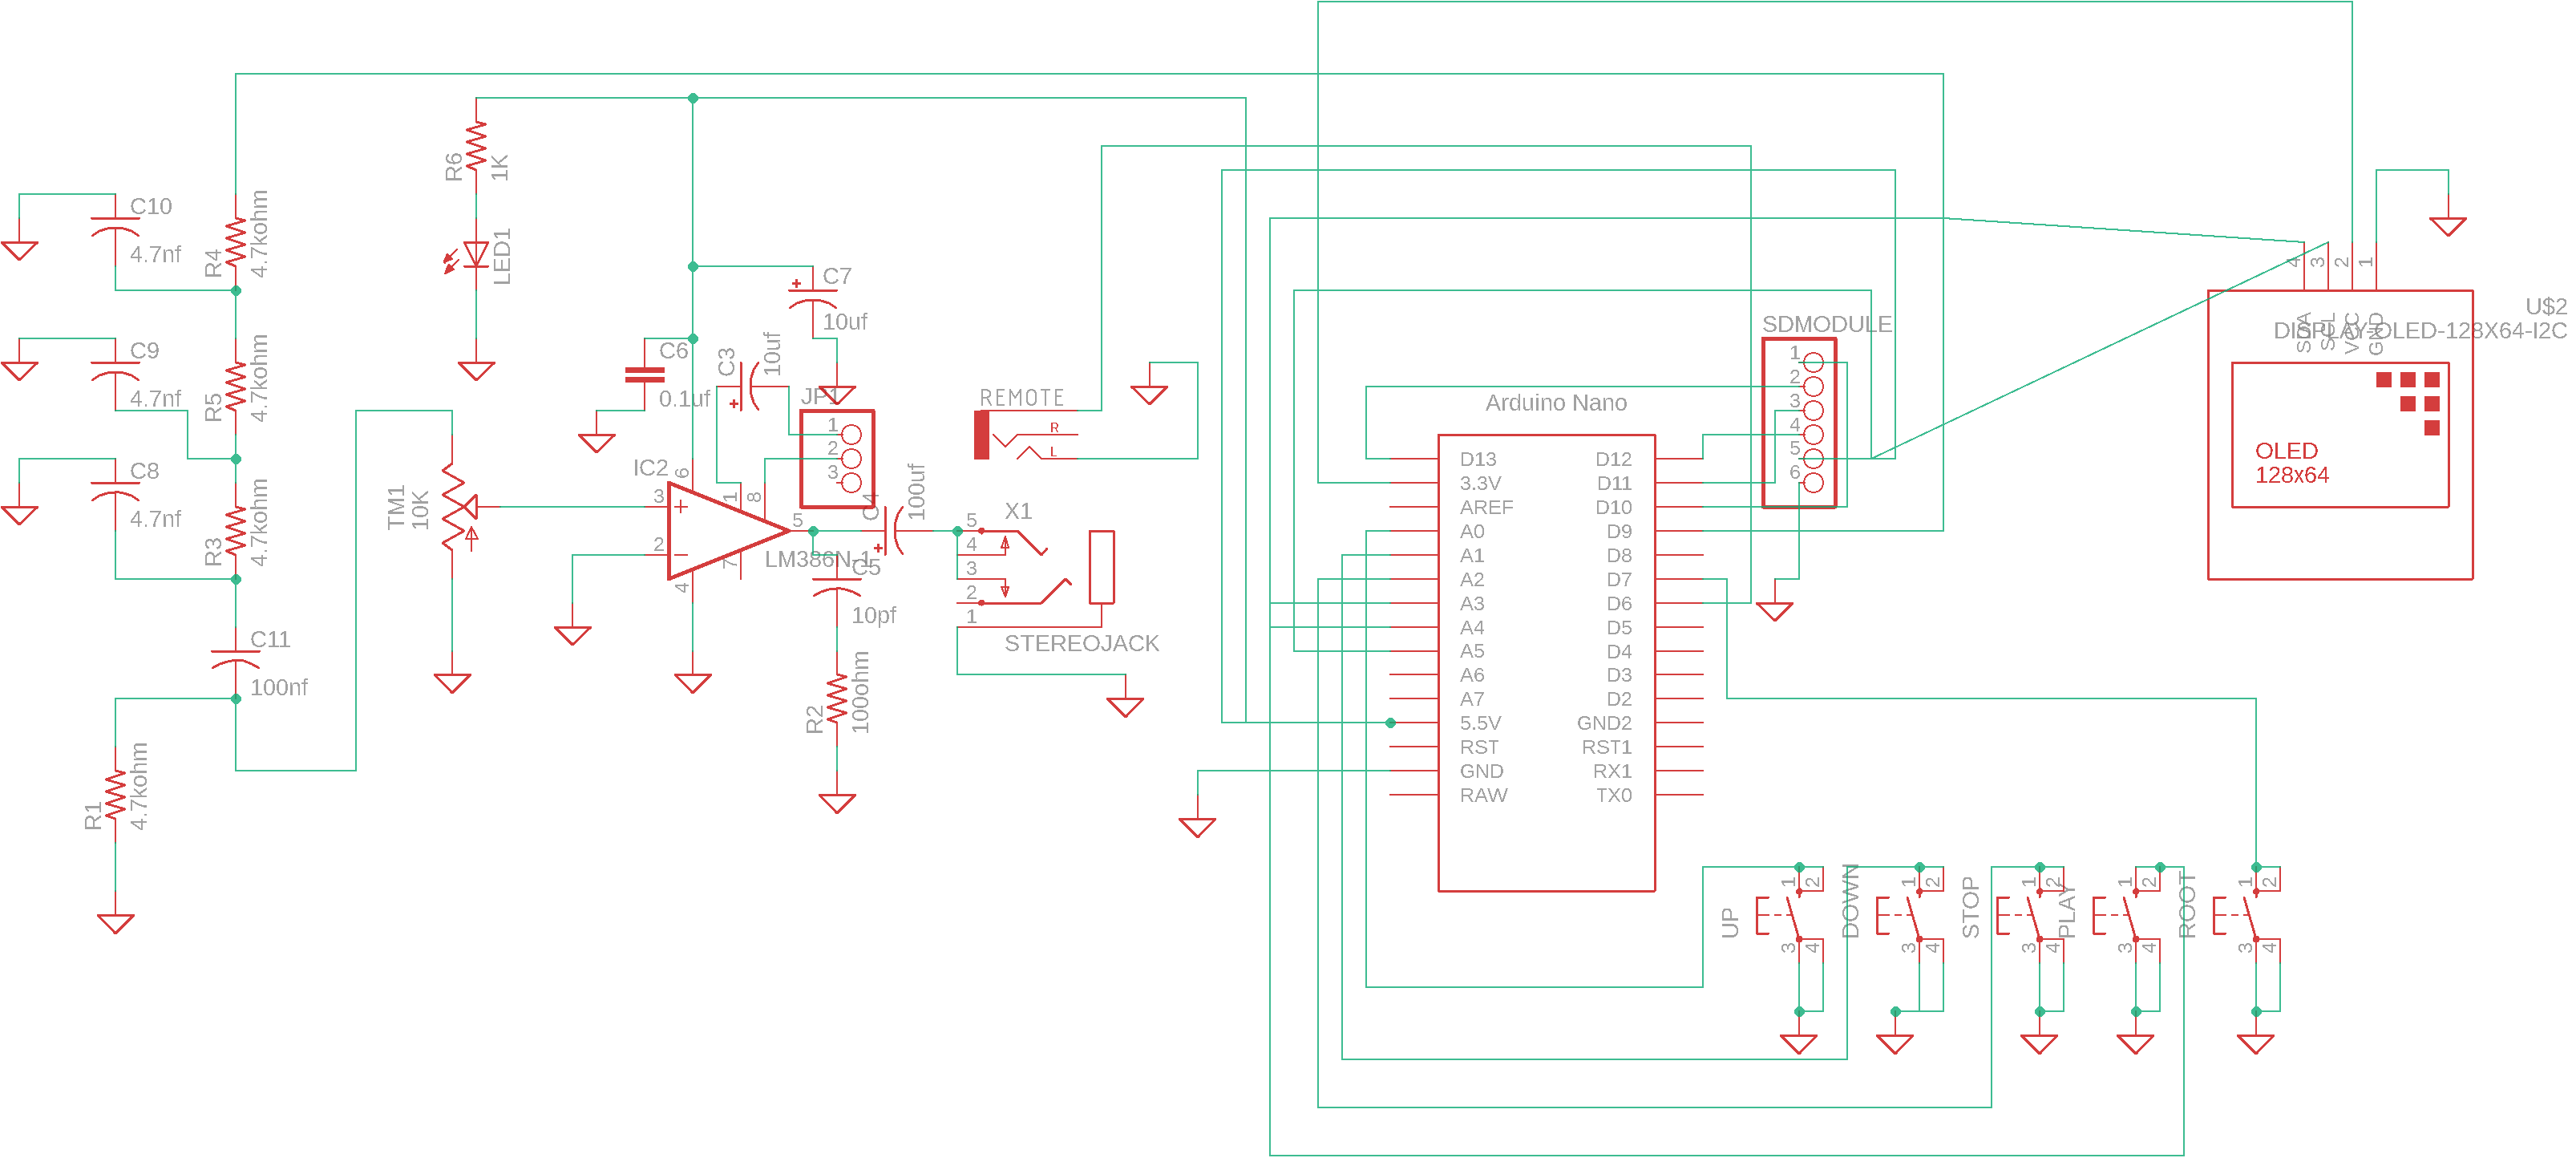 C10
4.7nf
R4
4.7kohm
C9
4.7nf
R5
4.7kohm
C8
4.7nf
R3
4.7kohm
C11
100nf
R1
4.7kohm
R6
1K
LED1
TM1
10K
C7
10uf
C6
0.1uf
C3
10uf
JP1
1
2
3
IC2
6
3
2
1
8
5
7
4
LM386N-1
C4
100uf
C5
10pf
R2
100ohm
REMOTE
R
L
X1
5
4
3
2
1
STEREOJACK
Arduino Nano
D13
3.3V
AREF
A0
A1
A2
A3
A4
A5
A6
A7
5.5V
RST
GND
RAW
D12
D11
D10
D9
D8
D7
D6
D5
D4
D3
D2
GND2
RST1
RX1
TX0
SDMODULE
1
2
3
4
5
6
4
3
2
1
U$2
DISPLAY-OLED-128X64-I2C
SDA
SCL
VCC
GND
OLED
128x64
UP
1
2
3
4
DOWN
1
2
3
4
STOP
1
2
3
4
PLAY
1
2
3
4
ROOT
1
2
3
4